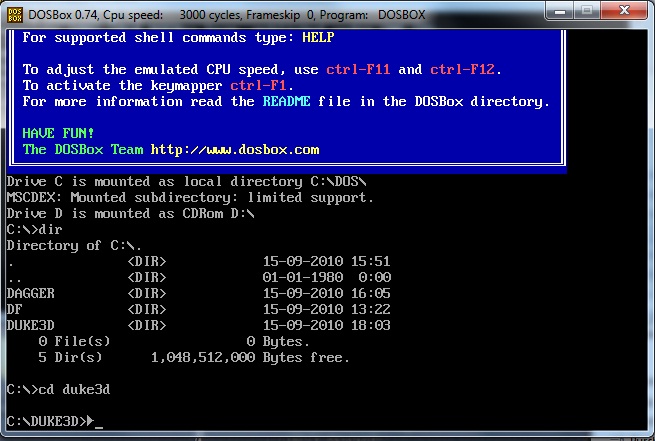 DOSBox 0.74, Cpu speed: 3000 cycles, Frameskip 0, Program: DOSBOX
For supported shell commands type: HELP
To adjust the emulated CPU speed, use ctrl-F11 and ctrl-F12.
To activate the keymapper ctrl-F1.
For more information read the README file in the DOSBox directory.
HAVE FUN!
The DOSBox Team http://www.dosbox.com
Drive C is mounted as local directory C:\DOS\
MSCDEX: Mounted subdirectory: limited support.
Drive D is mounted as CDRom D:\
C:\>dir
Directory of C:\.
. <DIR> 15-09-2010 15:51
.. <DIR> 01-01-1980 0:00
DAGGER <DIR> 15-09-2010 16:05
DF <DIR> 15-09-2010 13:22
DUKE3D <DIR> 15-09-2010 18:03
0 File(s) 0 Bytes.
5 Dir(s) 1,048,512,000 Bytes free.
C:\>cd duke3d
C:\DUKE3D>_